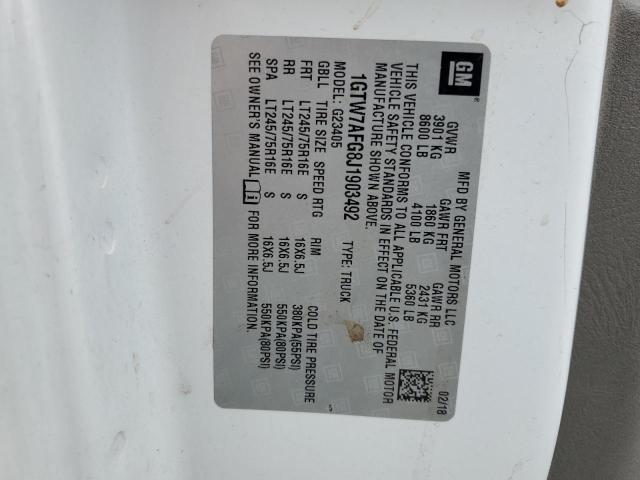 GM®
MFD BY GENERAL MOTORS LLC 02/18
GVWR GAWR FRT GAWR RR
3901 KG 1860 KG 2431 KG
8600 LB 4100 LB 5360 LB
THIS VEHICLE CONFORMS TO ALL APPLICABLE U.S. FEDERAL MOTOR
VEHICLE SAFETY STANDARDS IN EFFECT ON THE DATE OF
MANUFACTURE SHOWN ABOVE.
1GTW7AFG8J1903492 TYPE: TRUCK
MODEL: G23405
GBLL TIRE SIZE SPEED RTG RIM COLD TIRE PRESSURE
FRT LT245/75R16E S 16X6.5J 380KPA(55PSI)
RR LT245/75R16E S 16X6.5J 550KPA(80PSI)
SPA LT245/75R16E S 16X6.5J 550KPA(80PSI)
SEE OWNER'S MANUAL FOR MORE INFORMATION.